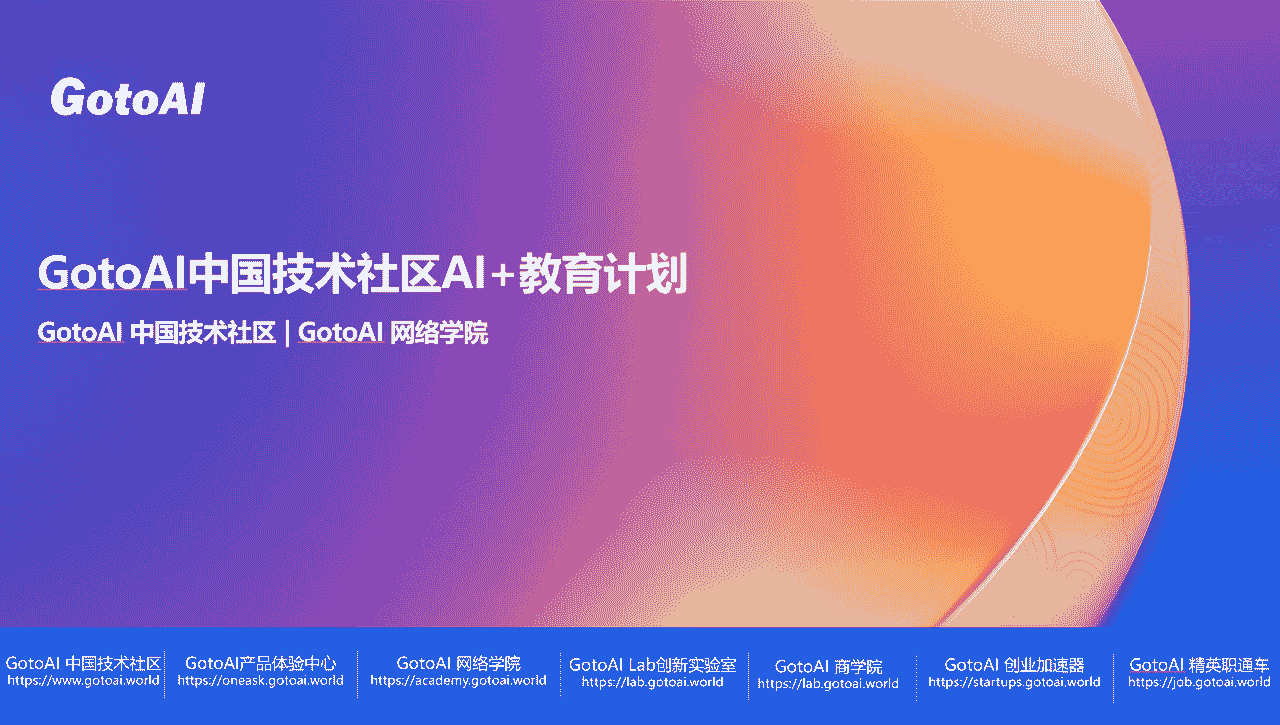 GotoAI
GotoAI中国技术社区AI+教育计划
GotoAI 中国技术社区 | GotoAI 网络学院
GotoAI 中国技术社区
https://www.gotoai.world
GotoAI产品体验中心
https://oneask.gotoai.world
GotoAI 网络学院
https://academy.gotoai.world
GotoAI Lab创新实验室
https://lab.gotoai.world
GotoAI 商学院
https://lab.gotoai.world
GotoAI 创业加速器
https://startups.gotoai.world
GotoAI 精英职通车
https://job.gotoai.world